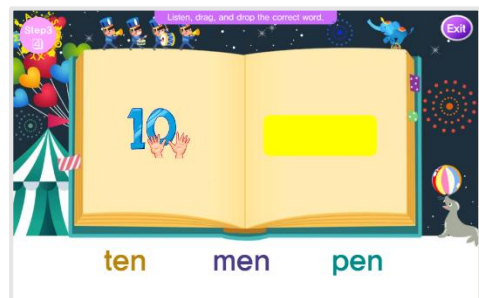 Listen, drag, and drop the correct word.
Step3
Exit
10
ten men pen